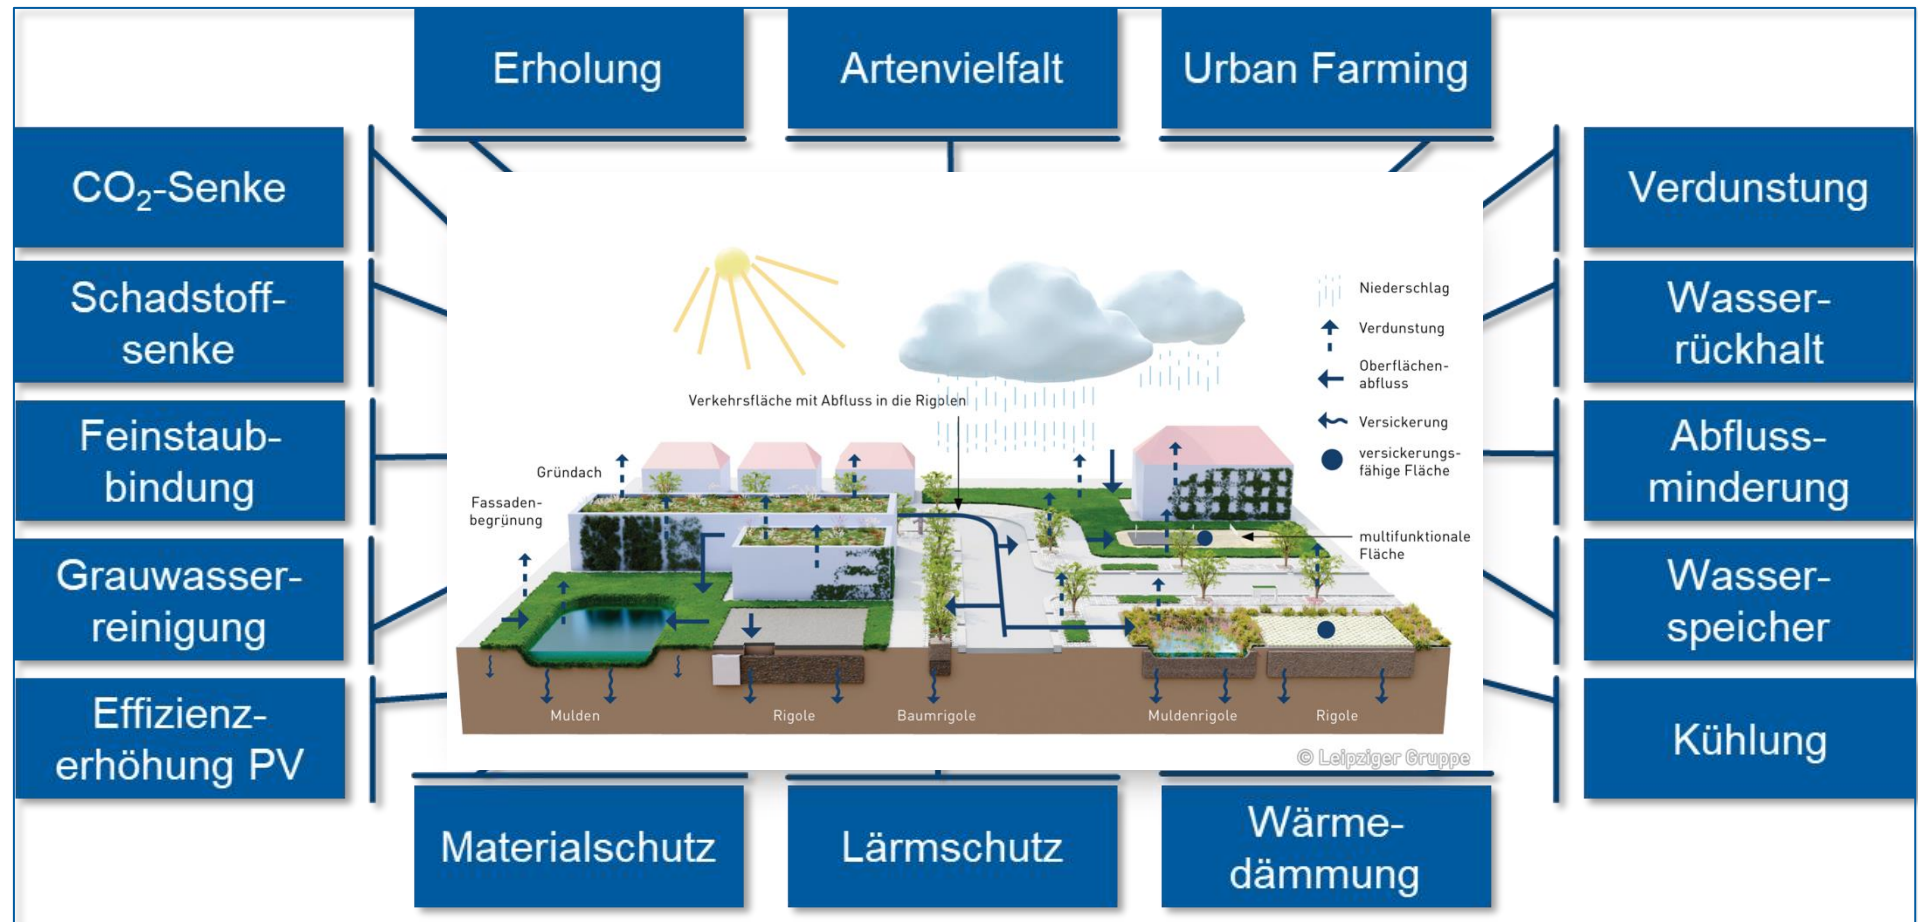 Erholung
Artenvielfalt
Urban Farming
CO₂-Senke
Schadstoff-
senke
Feinstaub-
bindung
Grauwasser-
reinigung
Effizienz-
erhöhung PV
Verdunstung
Wasser-
rückhalt
Abfluss-
minderung
Wasser-
speicher
Kühlung
Niederschlag
Verdunstung
Oberflächen-
abfluss
Versickerung
versickerungs-
fähige Fläche
Verkehrsfläche mit Abfluss in die Rigolen
Gründach
Fassaden-
begrünung
multifunktionale
Fläche
Mulden
Rigole
Baumrigole
Muldenrigole
Rigole
© Leipziger Gruppe
Materialschutz
Lärmschutz
Wärme-
dämmung